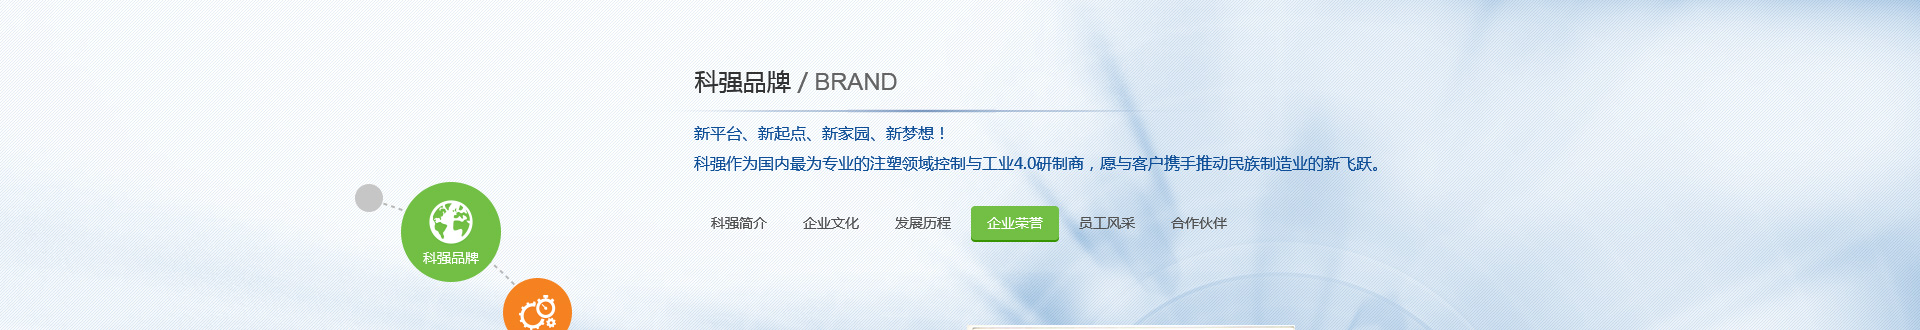 科强品牌 / BRAND
新平台、新起点、新家园、新梦想！
科强作为国内最为专业的注塑领域控制与工业4.0研制商，愿与客户携手推动民族制造业的新飞跃。
科强简介 企业文化 发展历程 企业荣誉 员工风采 合作伙伴
科强品牌